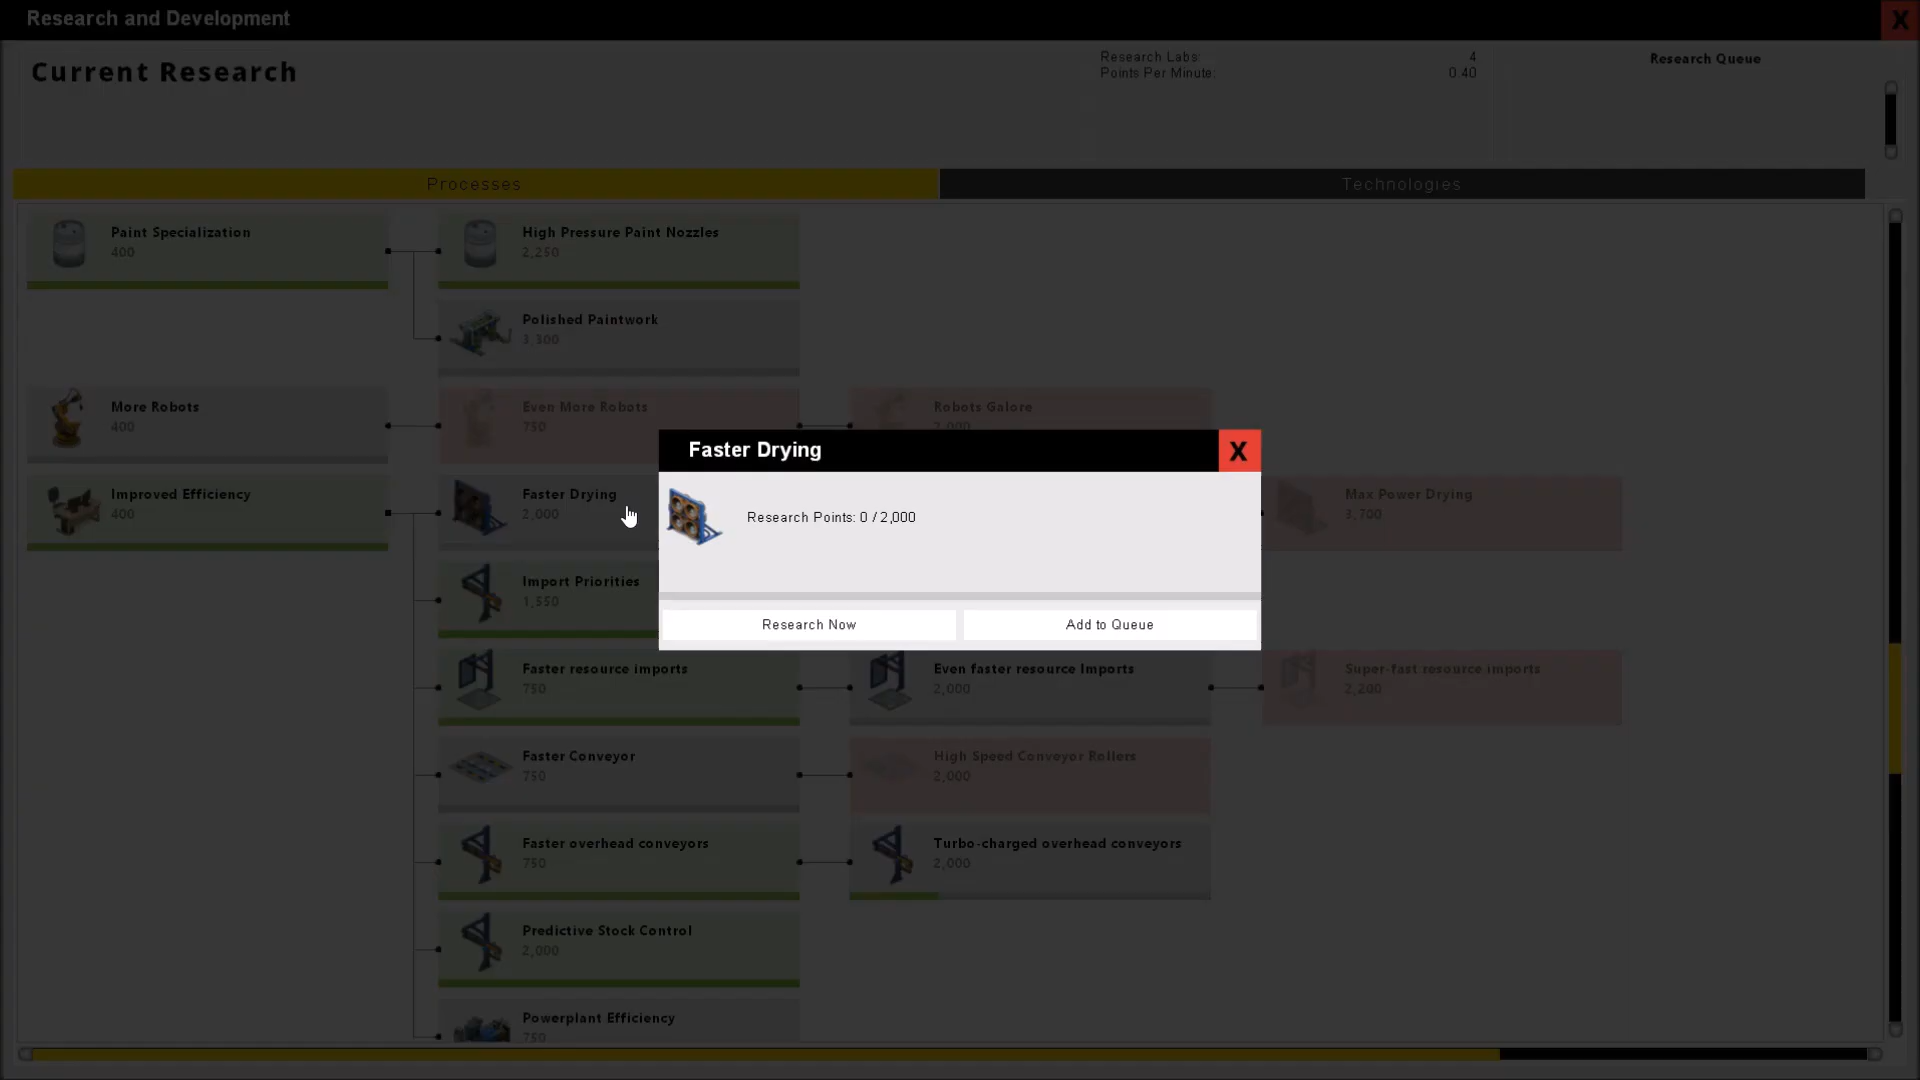 Research and Development
X
Current Research
Research Labs: 4
Points Per Minute: 0.40
Research Queue
Processes
Technologies
Paint Specialization
400
High Pressure Paint Nozzles
2,250
Polished Paintwork
3,300
More Robots
400
Even More Robots
750
Robots Galore
2,000
Faster Drying
X
Improved Efficiency
400
Faster Drying
2,000
Research Points: 0 / 2,000
Max Power Drying
3,700
Import Priorities
1,550
Research Now
Add to Queue
Faster resource imports
750
Even faster resource Imports
2,000
Super-fast resource imports
2,200
Faster Conveyor
750
High Speed Conveyor Rollers
2,000
Faster overhead conveyors
750
Turbo-charged overhead conveyors
2,000
Predictive Stock Control
2,000
Powerplant Efficiency
750